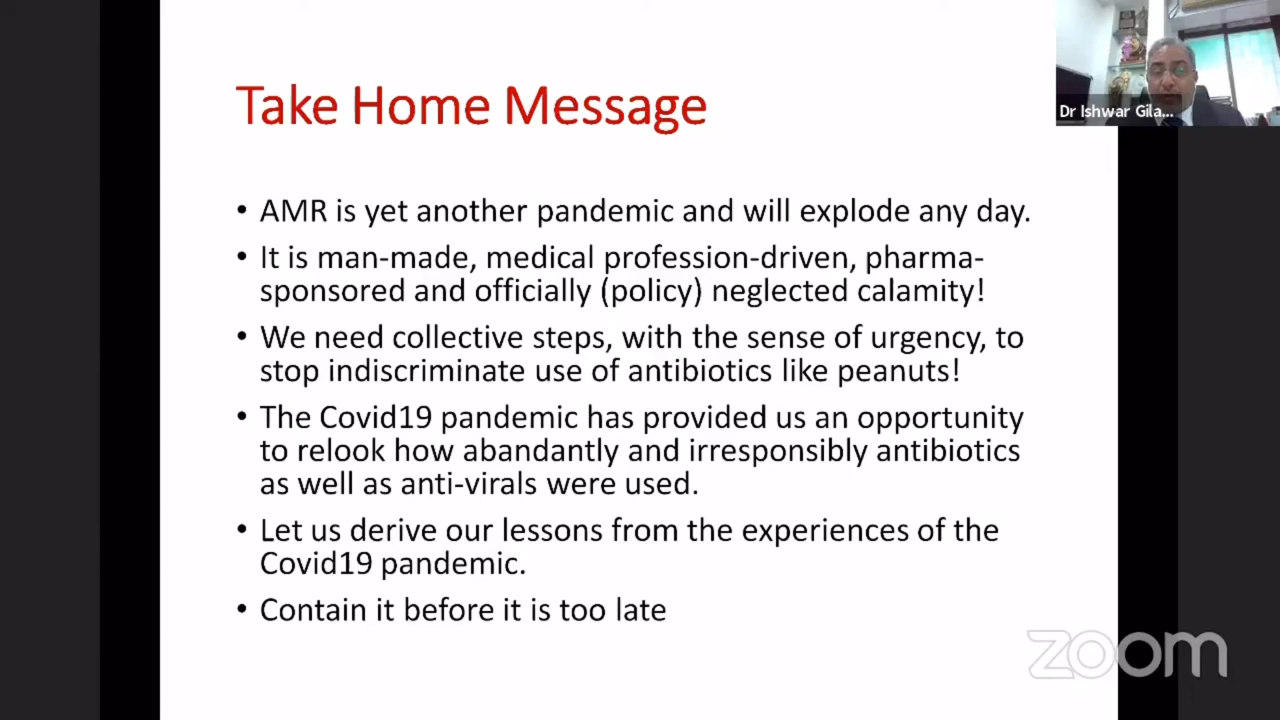 Take Home Message
Dr Ishwar Gila...
• AMR is yet another pandemic and will explode any day.
• It is man-made, medical profession-driven, pharma-
sponsored and officially (policy) neglected calamity!
• We need collective steps, with the sense of urgency, to
stop indiscriminate use of antibiotics like peanuts!
• The Covid19 pandemic has provided us an opportunity
to relook how abandantly and irresponsibly antibiotics
as well as anti-virals were used.
• Let us derive our lessons from the experiences of the
Covid19 pandemic.
• Contain it before it is too late
zoom